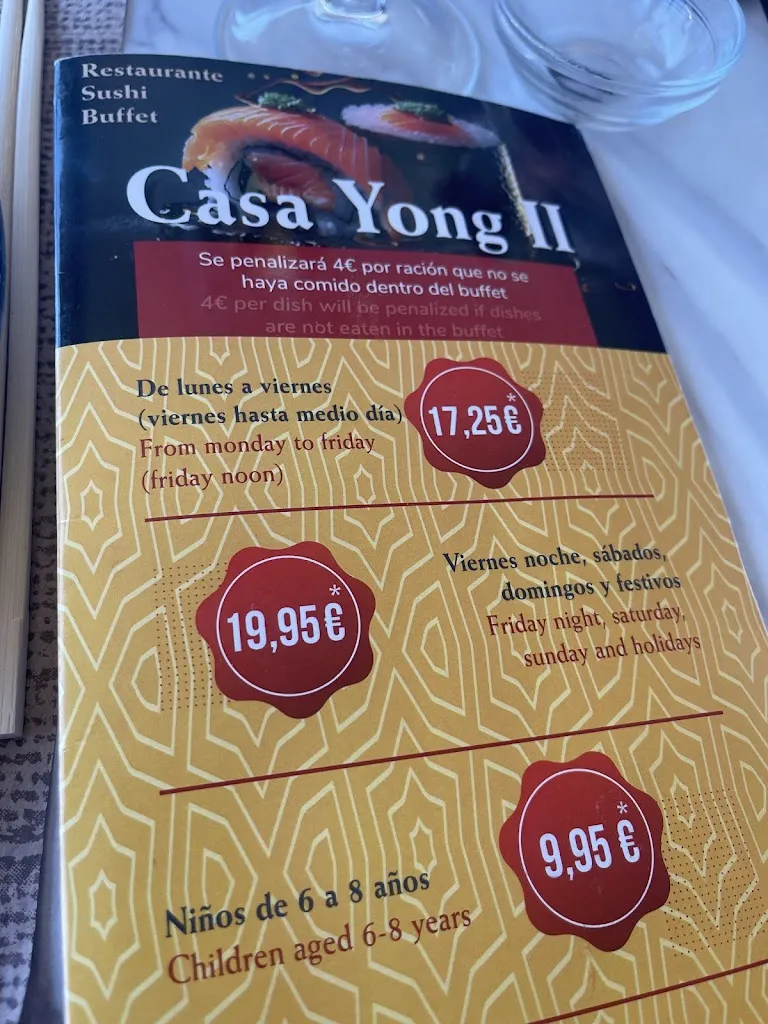 Restaurante
Sushi
Buffet
Casa Yong II
Se penalizará 4€ por ración que no se
haya comido dentro del buffet
4€ per dish will be penalized if dishes
are not eaten in the buffet
De lunes a viernes
(viernes hasta medio día)
From monday to friday
(friday noon)
17,25€*
19,95€*
Viernes noche, sábados,
domingos y festivos
Friday night, saturday,
sunday and holidays
9,95€*
Niños de 6 a 8 años
Children aged 6-8 years